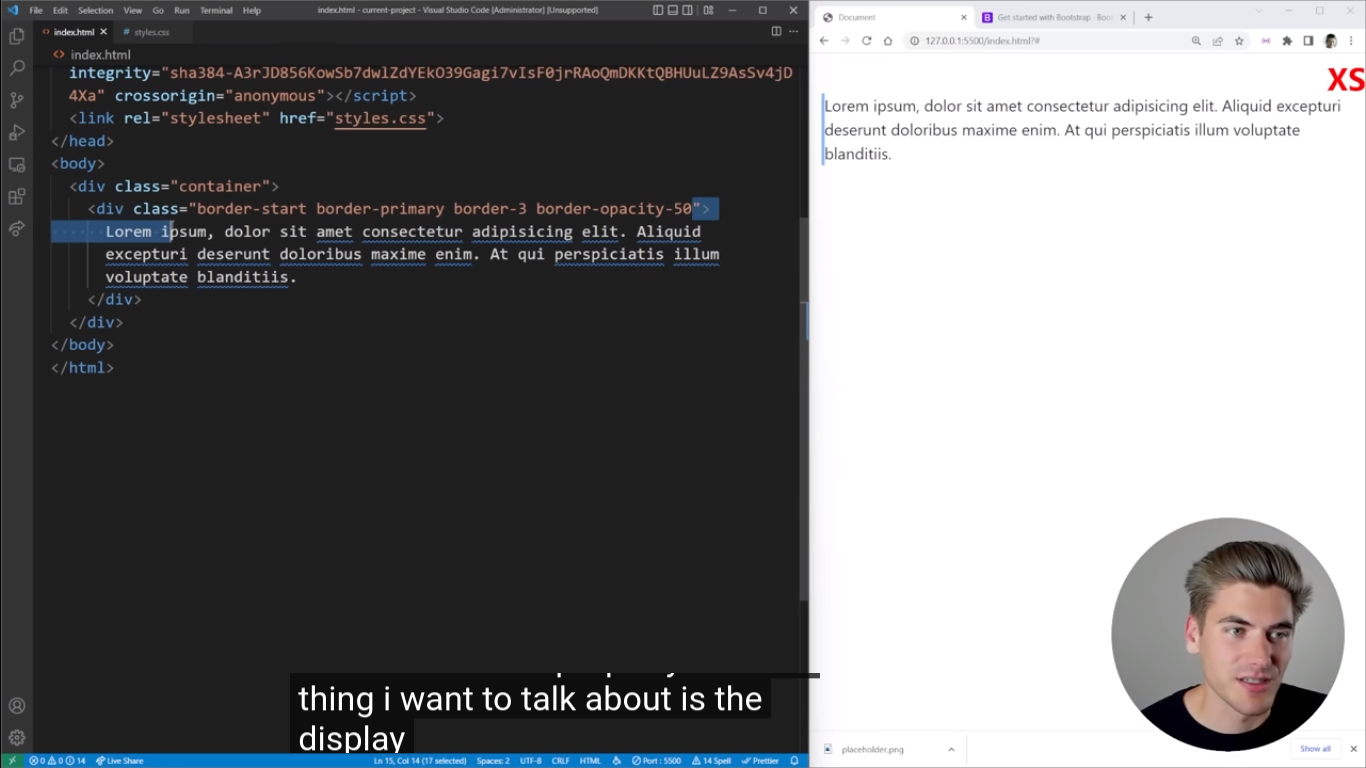 File Edit Selection View Go Run Terminal Help index.html - current-project - Visual Studio Code [Administrator] [Unsupported]
index.html styles.css
index.html
integrity="sha384-A3rJD856KowSb7dwlZdYEkO39Gagi7vIsF0jrRAoQmDKKtQBHUuLZ9AsSv4jD
4Xa" crossorigin="anonymous"></script>
<link rel="stylesheet" href="styles.css">
</head>
<body>
<div class="container">
<div class="border-start border-primary border-3 border-opacity-50">
Lorem ipsum, dolor sit amet consectetur adipisicing elit. Aliquid
excepturi deserunt doloribus maxime enim. At qui perspiciatis illum
voluptate blanditiis.
</div>
</div>
</body>
</html>
0 0 14 Live Share Ln 15, Col 14 (17 selected) Spaces: 2 UTF-8 CRLF HTML Port : 5500 14 Spell Prettier
Document Get started with Bootstrap · Boo
127.0.0.1:5500/index.html?#
XS
Lorem ipsum, dolor sit amet consectetur adipisicing elit. Aliquid excepturi
deserunt doloribus maxime enim. At qui perspiciatis illum voluptate
blanditiis.
placeholder.png Show all
thing i want to talk about is the
display